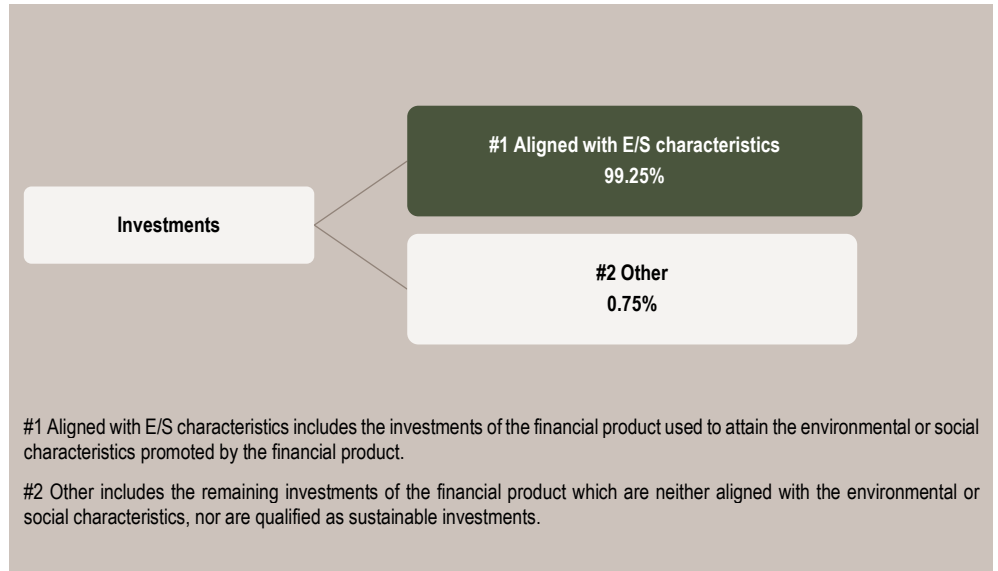 #1 Aligned with E/S characteristics
99.25%
Investments
#2 Other
0.75%
#1 Aligned with E/S characteristics includes the investments of the financial product used to attain the environmental or social
characteristics promoted by the financial product.
#2 Other includes the remaining investments of the financial product which are neither aligned with the environmental or
social characteristics, nor are qualified as sustainable investments.